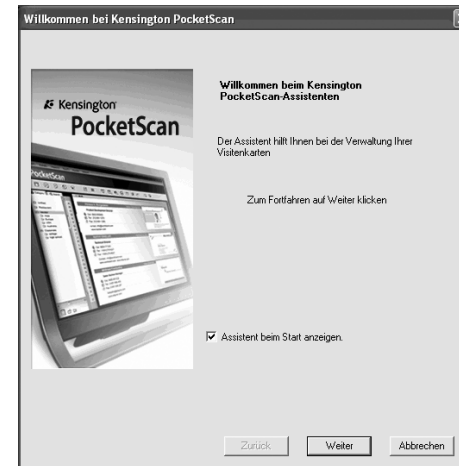 Willkommen bei Kensington PocketScan
Kensington
PocketScan
PocketScan
Willkommen beim Kensington
PocketScan-Assistenten
Der Assistent hilft Ihnen bei der Verwaltung Ihrer
Visitenkarten
Zum Fortfahren auf Weiter klicken
Assistent beim Start anzeigen.
Zurück
Weiter
Abbrechen